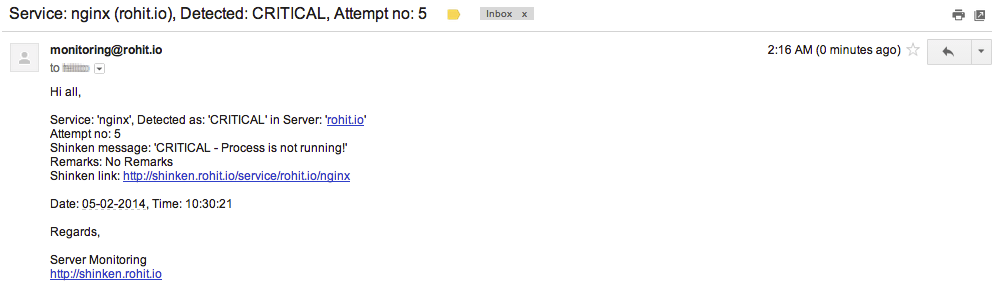 Service: nginx (rohit.io), Detected: CRITICAL, Attempt no: 5 Inbox x
monitoring@rohit.io 2:16 AM (0 minutes ago)
to
Hi all,
Service: 'nginx', Detected as: 'CRITICAL' in Server: 'rohit.io'
Attempt no: 5
Shinken message: 'CRITICAL - Process is not running!'
Remarks: No Remarks
Shinken link: http://shinken.rohit.io/service/rohit.io/nginx
Date: 05-02-2014, Time: 10:30:21
Regards,
Server Monitoring
http://shinken.rohit.io